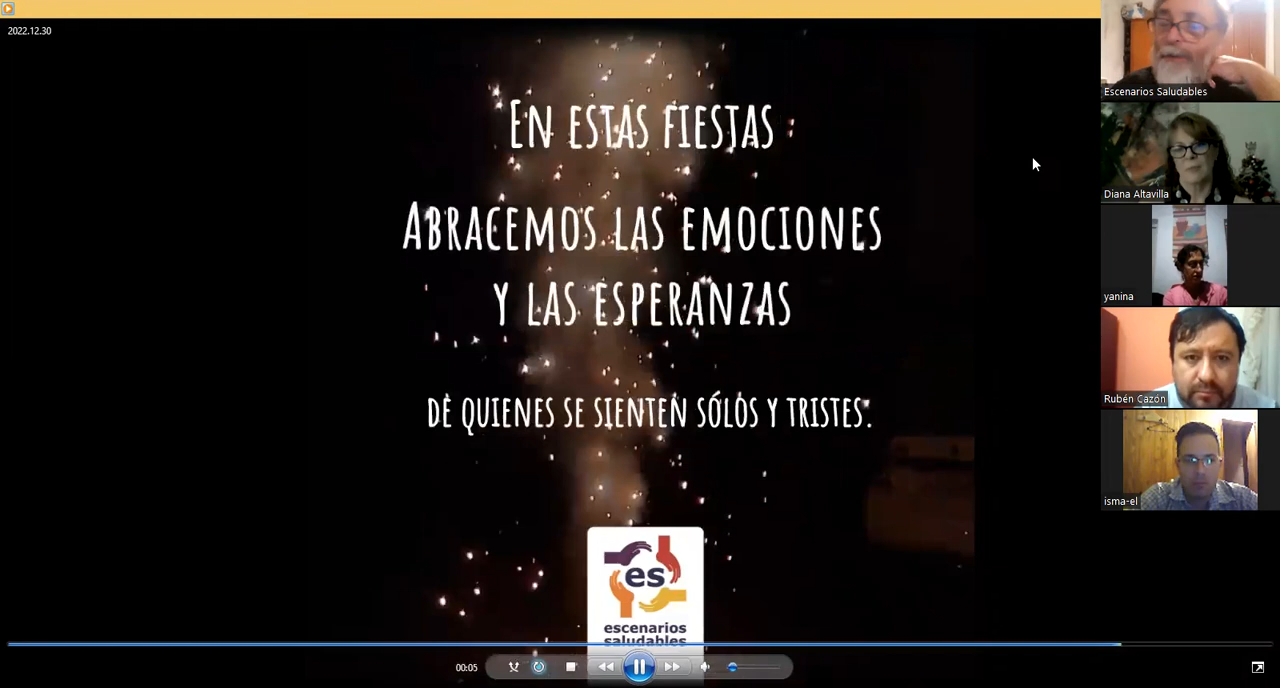 2022.12.30
En estas fiestas
Abracemos las emociones
y las esperanzas
de quienes se sienten sólos y tristes.
es
escenarios
saludables
00:05
Escenarios Saludables
Diana Altavilla
yanina
Rubén Cazón
isma-el